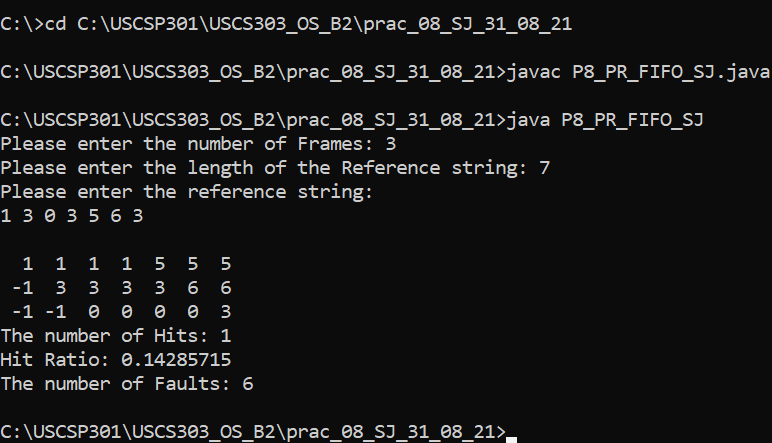 C:\>cd C:\USCSP301\USCS303_OS_B2\prac_08_SJ_31_08_21
C:\USCSP301\USCS303_OS_B2\prac_08_SJ_31_08_21>javac P8_PR_FIFO_SJ.java
C:\USCSP301\USCS303_OS_B2\prac_08_SJ_31_08_21>java P8_PR_FIFO_SJ
Please enter the number of Frames: 3
Please enter the length of the Reference string: 7
Please enter the reference string:
1 3 0 3 5 6 3
  1  1  1  1  5  5  5
 -1  3  3  3  3  6  6
 -1 -1  0  0  0  0  3
The number of Hits: 1
Hit Ratio: 0.14285715
The number of Faults: 6
C:\USCSP301\USCS303_OS_B2\prac_08_SJ_31_08_21>